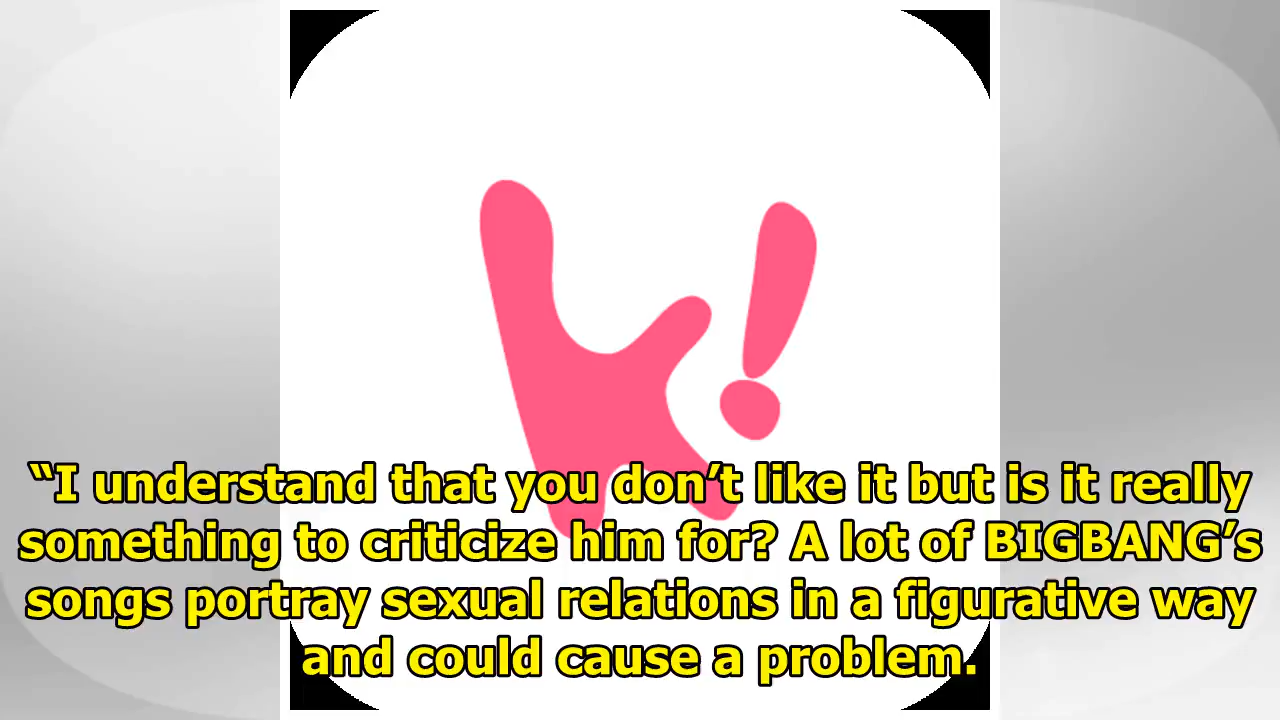 “I understand that you don’t like it but is it really
something to criticize him for? A lot of BIGBANG’s
songs portray sexual relations in a figurative way
and could cause a problem.
k!